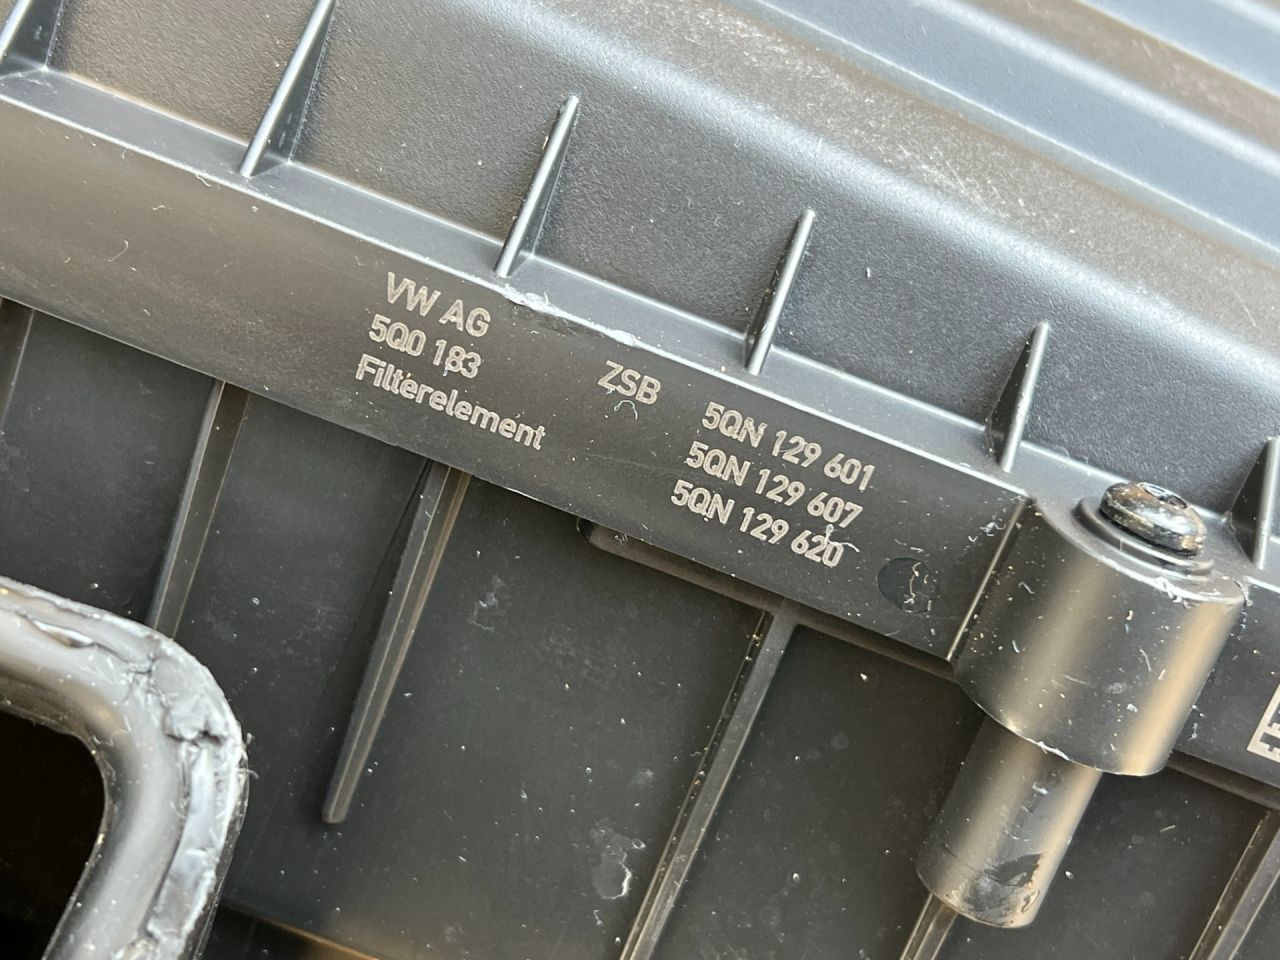 VW AG
5Q0 183
Filterelement
ZSB
5QN 129 601
5QN 129 607
5QN 129 620